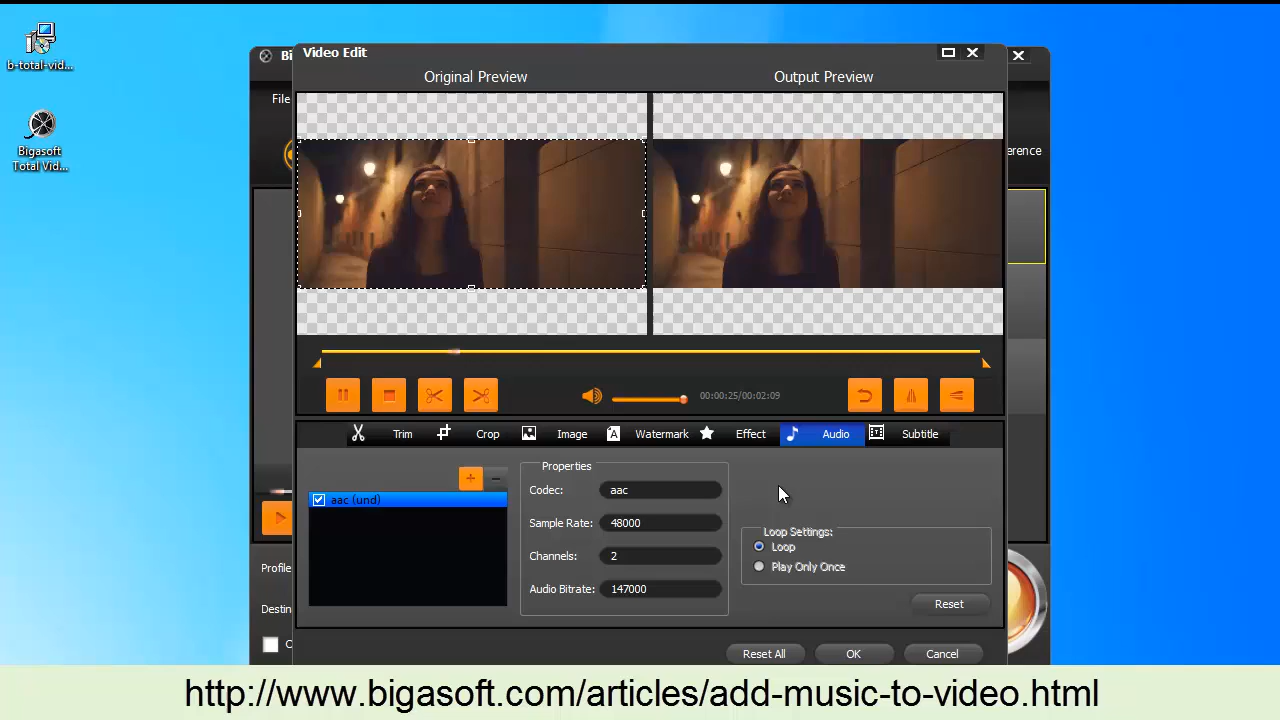 b-total-vid...
Bigasoft
Total Vid...
Bi
Video Edit
Original Preview
Output Preview
File
erence
00:00:25/00:02:09
Trim
Crop
Image
Watermark
Effect
Audio
Subtitle
aac (und)
Properties
Codec: aac
Sample Rate: 48000
Channels: 2
Audio Bitrate: 147000
Loop Settings:
Loop
Play Only Once
Reset
Profile
Destin
Reset All
OK
Cancel
http://www.bigasoft.com/articles/add-music-to-video.html